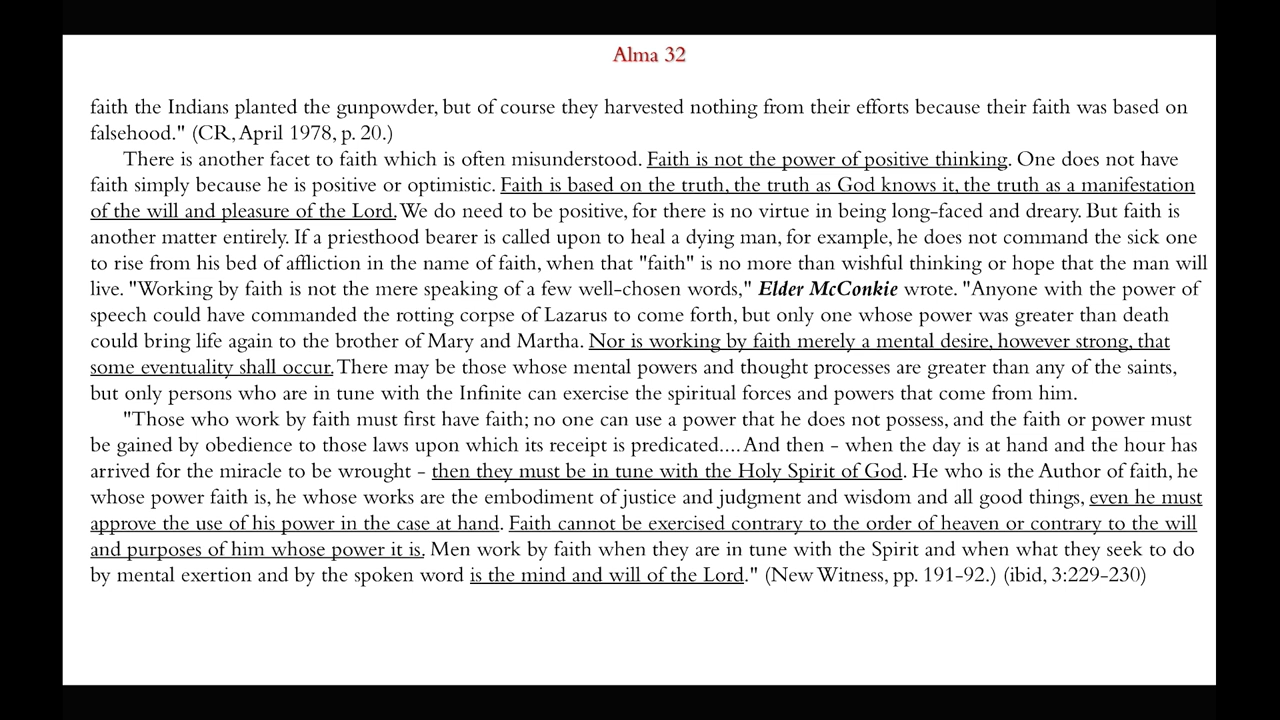 Alma 32
faith the Indians planted the gunpowder, but of course they harvested nothing from their efforts because their faith was based on
falsehood." (CR, April 1978, p. 20.)
There is another facet to faith which is often misunderstood. Faith is not the power of positive thinking. One does not have
faith simply because he is positive or optimistic. Faith is based on the truth, the truth as God knows it, the truth as a manifestation
of the will and pleasure of the Lord. We do need to be positive, for there is no virtue in being long-faced and dreary. But faith is
another matter entirely. If a priesthood bearer is called upon to heal a dying man, for example, he does not command the sick one
to rise from his bed of affliction in the name of faith, when that "faith" is no more than wishful thinking or hope that the man will
live. "Working by faith is not the mere speaking of a few well-chosen words," Elder McConkie wrote. "Anyone with the power of
speech could have commanded the rotting corpse of Lazarus to come forth, but only one whose power was greater than death
could bring life again to the brother of Mary and Martha. Nor is working by faith merely a mental desire, however strong, that
some eventuality shall occur. There may be those whose mental powers and thought processes are greater than any of the saints,
but only persons who are in tune with the Infinite can exercise the spiritual forces and powers that come from him.
"Those who work by faith must first have faith; no one can use a power that he does not possess, and the faith or power must
be gained by obedience to those laws upon which its receipt is predicated.... And then - when the day is at hand and the hour has
arrived for the miracle to be wrought - then they must be in tune with the Holy Spirit of God. He who is the Author of faith, he
whose power faith is, he whose works are the embodiment of justice and judgment and wisdom and all good things, even he must
approve the use of his power in the case at hand. Faith cannot be exercised contrary to the order of heaven or contrary to the will
and purposes of him whose power it is. Men work by faith when they are in tune with the Spirit and when what they seek to do
by mental exertion and by the spoken word is the mind and will of the Lord." (New Witness, pp. 191-92.) (ibid, 3:229-230)